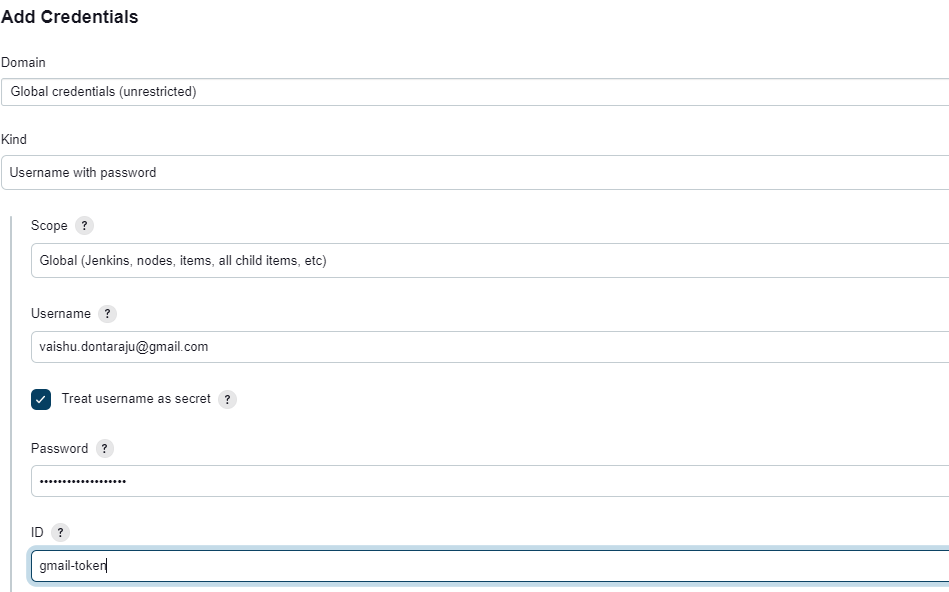 Add Credentials
Domain
Global credentials (unrestricted)
Kind
Username with password
Scope ?
Global (Jenkins, nodes, items, all child items, etc)
Username ?
vaishu.dontaraju@gmail.com
Treat username as secret ?
Password ?
•••••••••••••••••••
ID ?
gmail-token